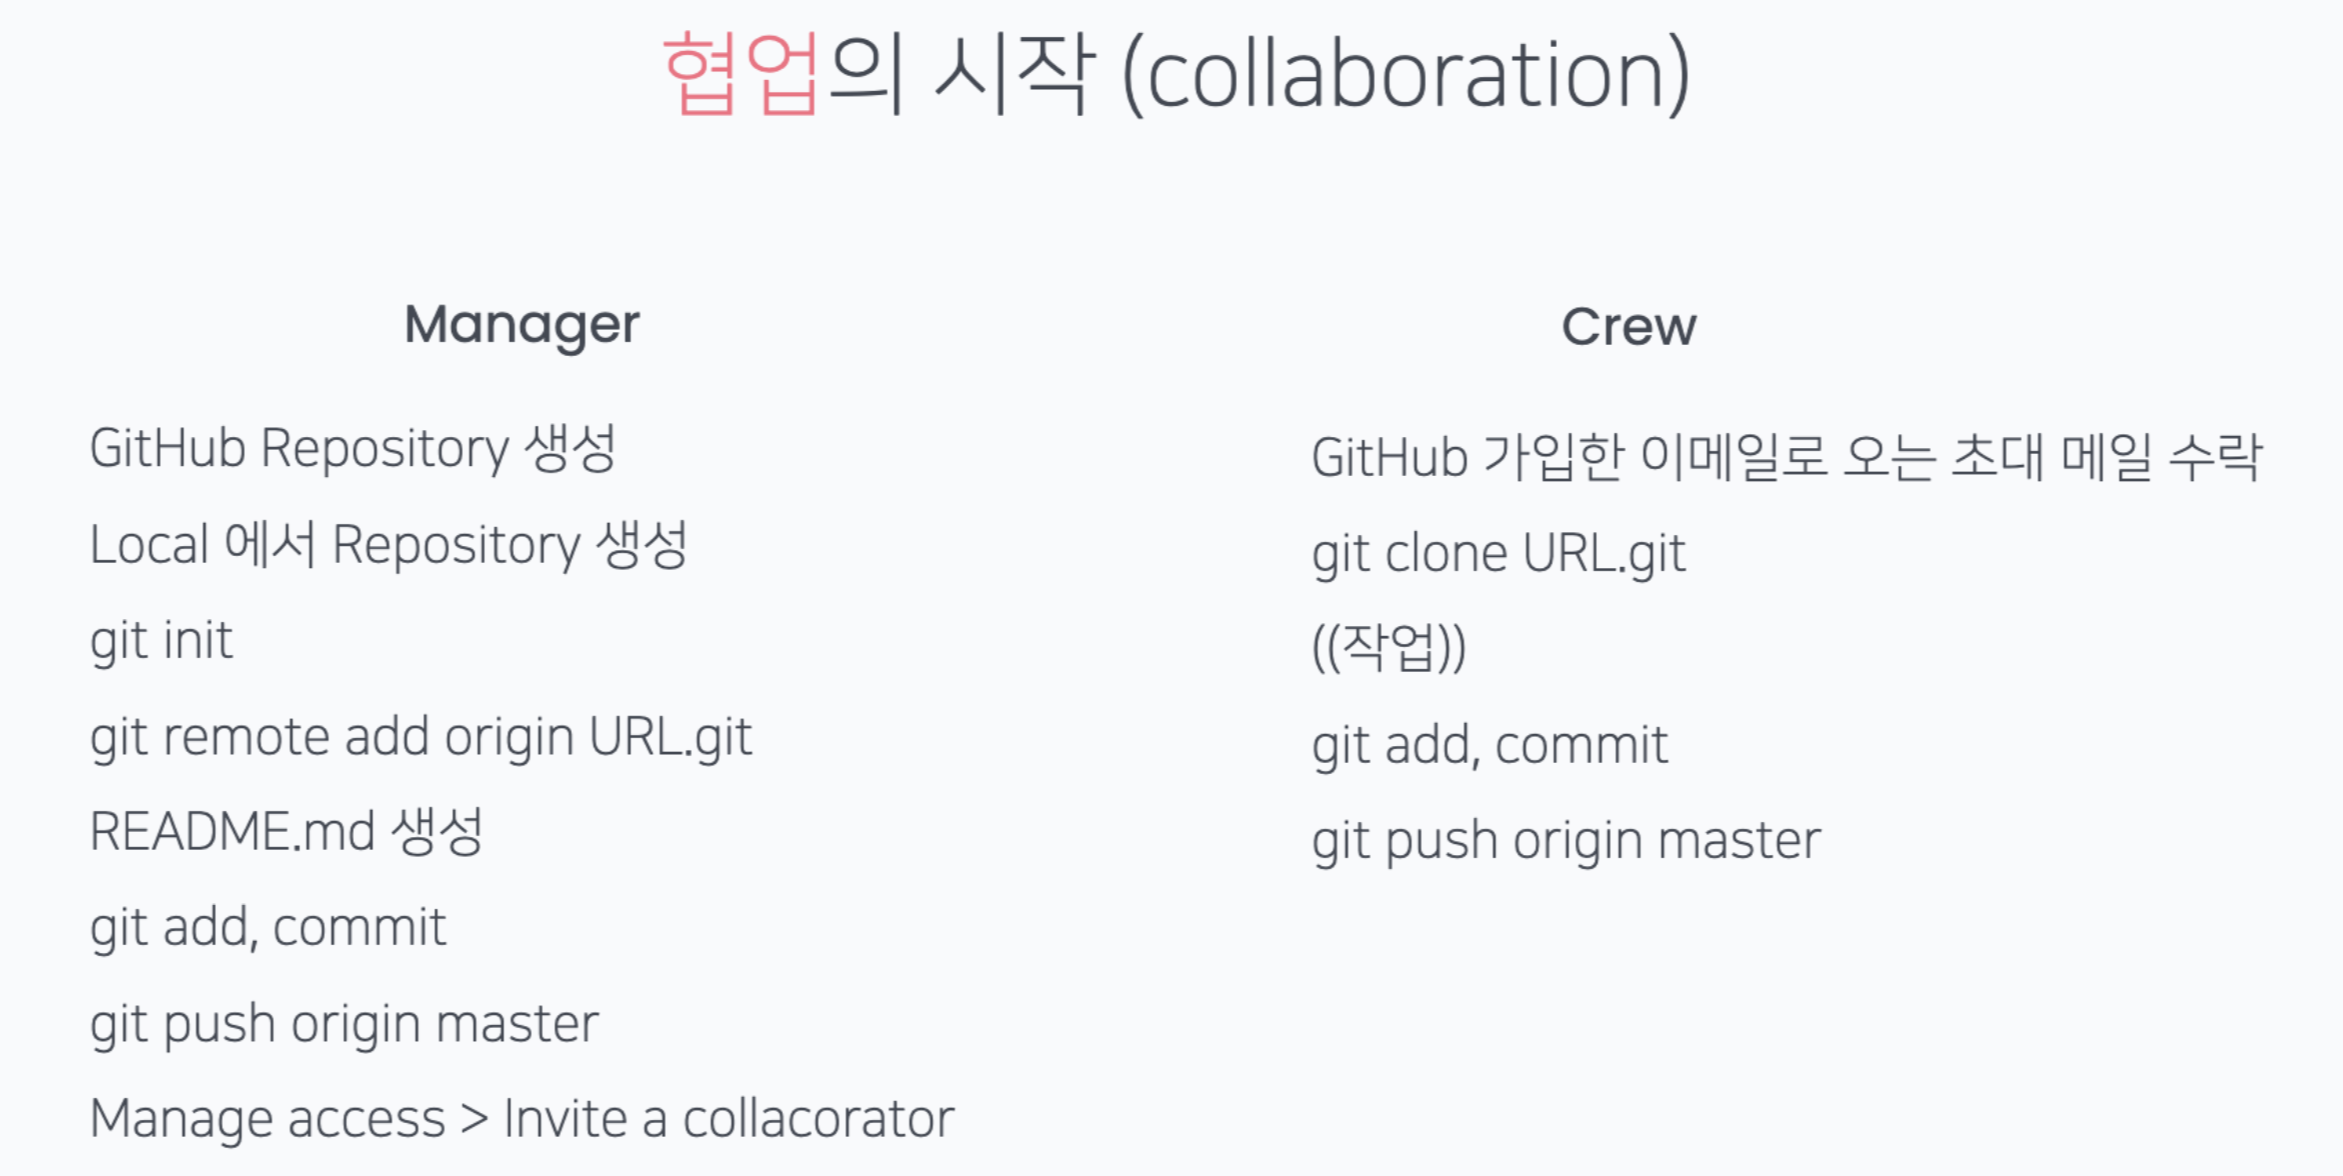 협업의 시작 (collaboration)
Manager
GitHub Repository 생성
Local 에서 Repository 생성
git init
git remote add origin URL.git
README.md 생성
git add, commit
git push origin master
Manage access > Invite a collacorator
Crew
GitHub 가입한 이메일로 오는 초대 메일 수락
git clone URL.git
((작업))
git add, commit
git push origin master